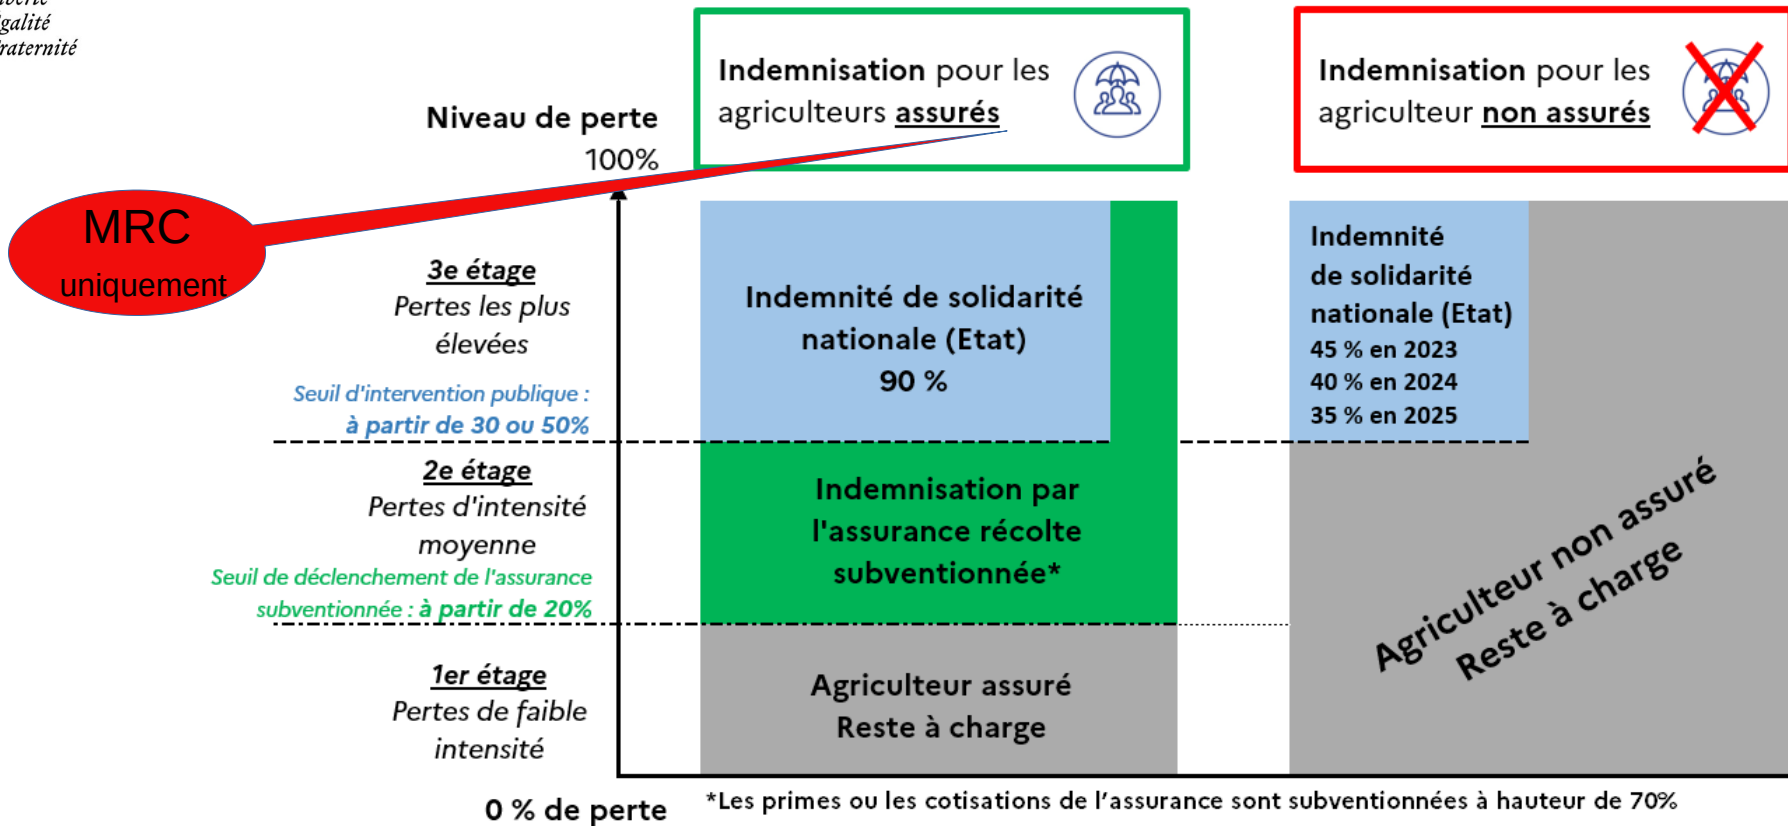 Indemnisation pour les
agriculteurs assurés
Indemnisation pour les
agriculteur non assurés
Niveau de perte
100%
MRC
uniquement
3e étage
Pertes les plus
élevées
Seuil d'intervention publique :
à partir de 30 ou 50%
2e étage
Pertes d'intensité
moyenne
Seuil de déclenchement de l'assurance
subventionnée : à partir de 20%
1er étage
Pertes de faible
intensité
0 % de perte
Indemnité de solidarité
nationale (Etat)
90 %
Indemnisation par
l'assurance récolte
subventionnée*
Agriculteur assuré
Reste à charge
Indemnité
de solidarité
nationale (Etat)
45 % en 2023
40 % en 2024
35 % en 2025
Agriculteur non assuré
Reste à charge
*Les primes ou les cotisations de l’assurance sont subventionnées à hauteur de 70%